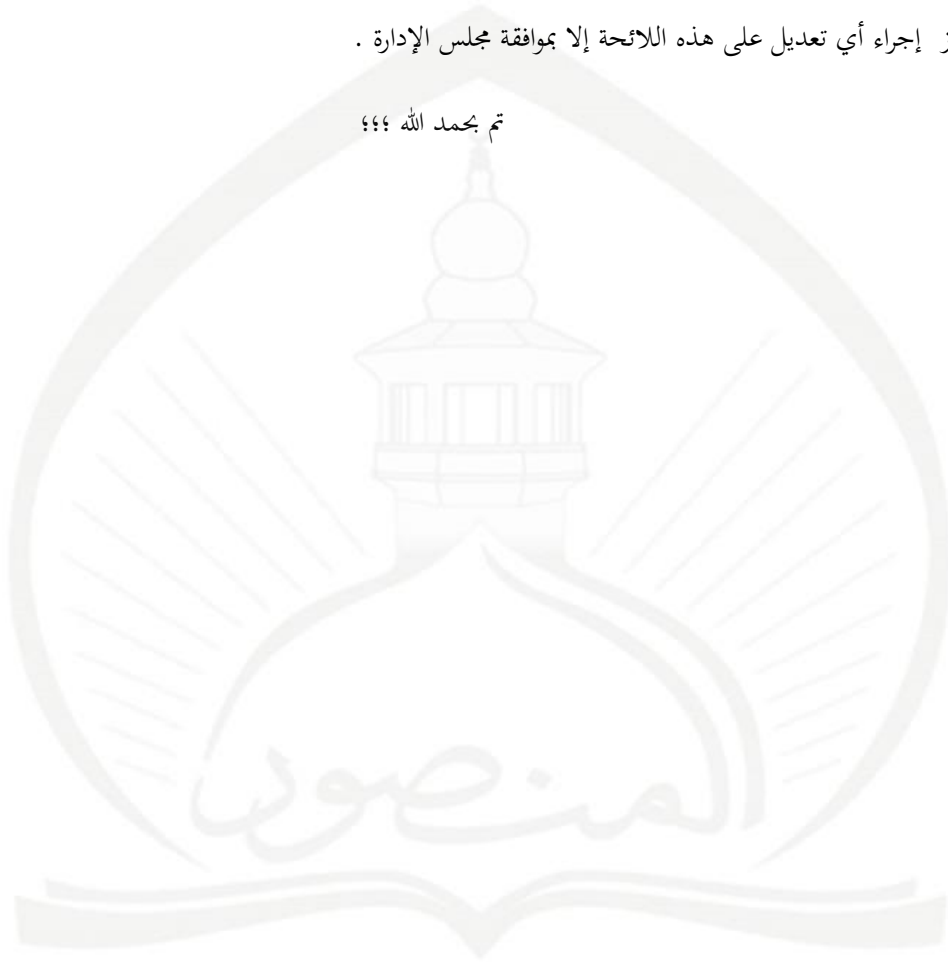 إجراء أي تعديل على هذه اللائحة إلا بموافقة مجلس الإدارة .
تم بحمد الله ؛؛؛
المنصور